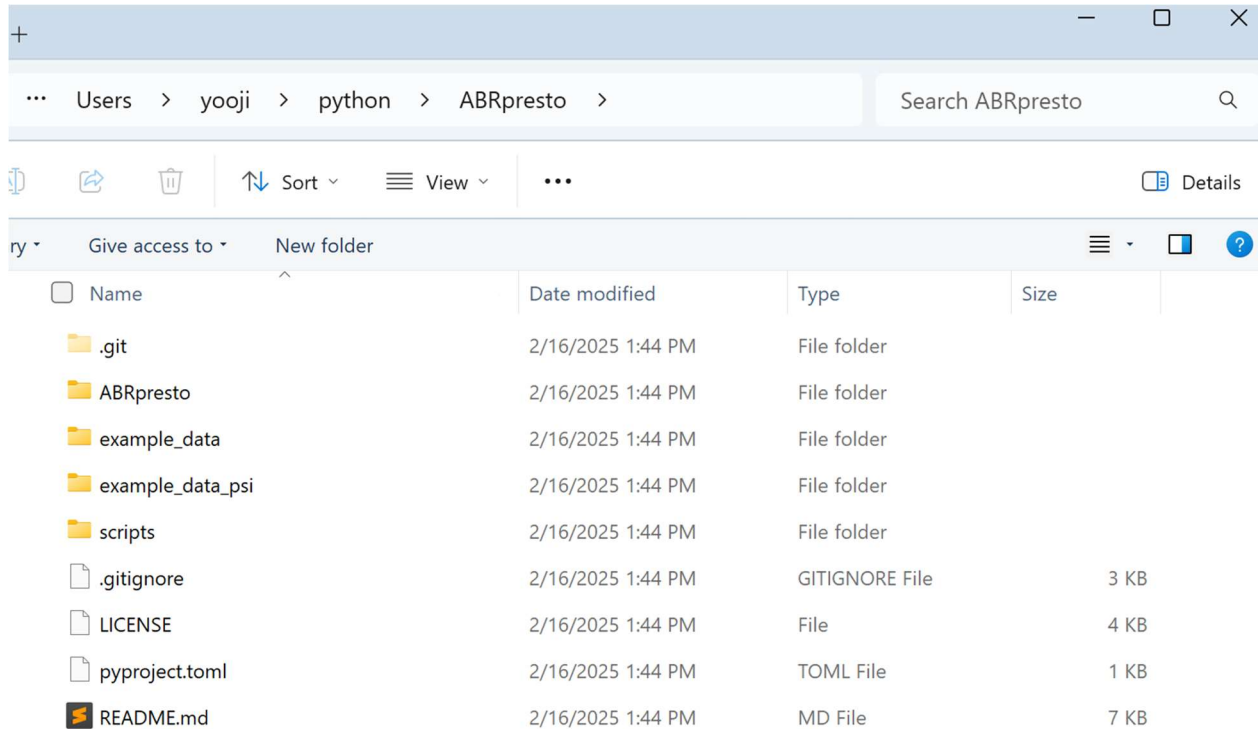 +
… Users > yooji > python > ABRpresto > Search ABRpresto
Sort View ••• Details
ry Give access to New folder ?
Name Date modified Type Size
.git 2/16/2025 1:44 PM File folder
ABRpresto 2/16/2025 1:44 PM File folder
example_data 2/16/2025 1:44 PM File folder
example_data_psi 2/16/2025 1:44 PM File folder
scripts 2/16/2025 1:44 PM File folder
.gitignore 2/16/2025 1:44 PM GITIGNORE File 3 KB
LICENSE 2/16/2025 1:44 PM File 4 KB
pyproject.toml 2/16/2025 1:44 PM TOML File 1 KB
README.md 2/16/2025 1:44 PM MD File 7 KB